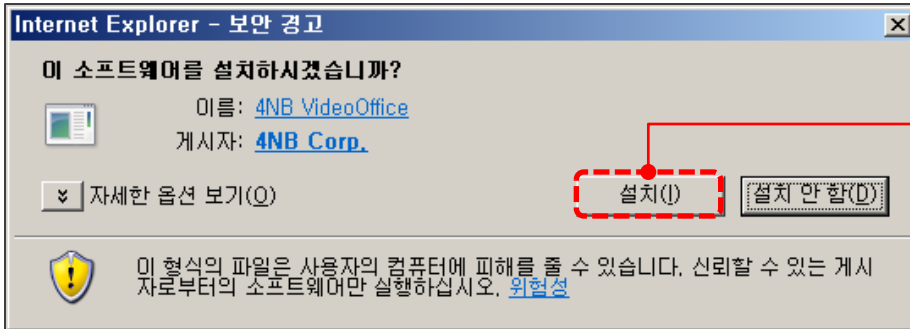 Internet Explorer - 보안 경고
이 소프트웨어를 설치하시겠습니까?
이름: 4NB VideoOffice
게시자: 4NB Corp.
자세한 옵션 보기(O)
설치(I)
설치 안 함(D)
이 형식의 파일은 사용자의 컴퓨터에 피해를 줄 수 있습니다. 신뢰할 수 있는 게시
자로부터의 소프트웨어만 실행하십시오. 위험성